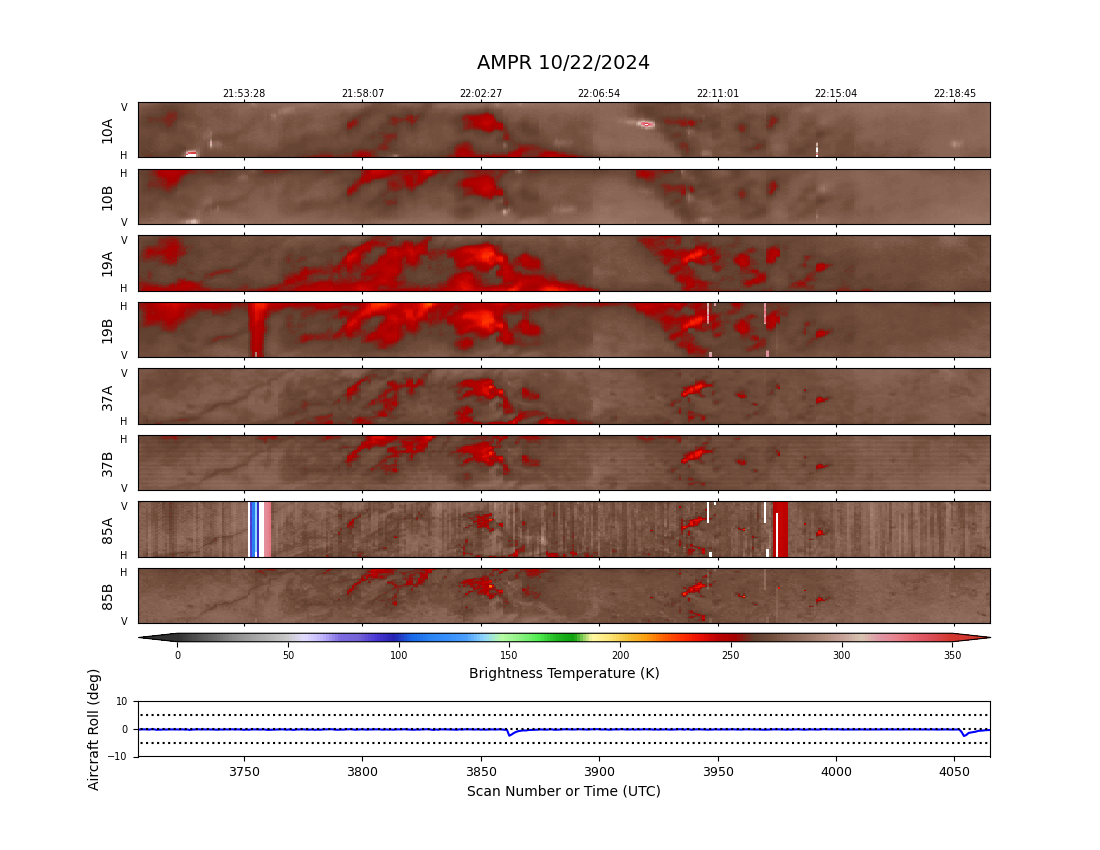 AMPR 10/22/2024
21:53:28 21:58:07 22:02:27 22:06:54 22:11:01 22:15:04 22:18:45
V
10A
H
H
10B
V
V
19A
H
H
19B
V
V
37A
H
H
37B
V
V
85A
H
H
85B
V
0 50 100 150 200 250 300 350
Brightness Temperature (K)
Aircraft Roll (deg)
10
0
−10
3750 3800 3850 3900 3950 4000 4050
Scan Number or Time (UTC)